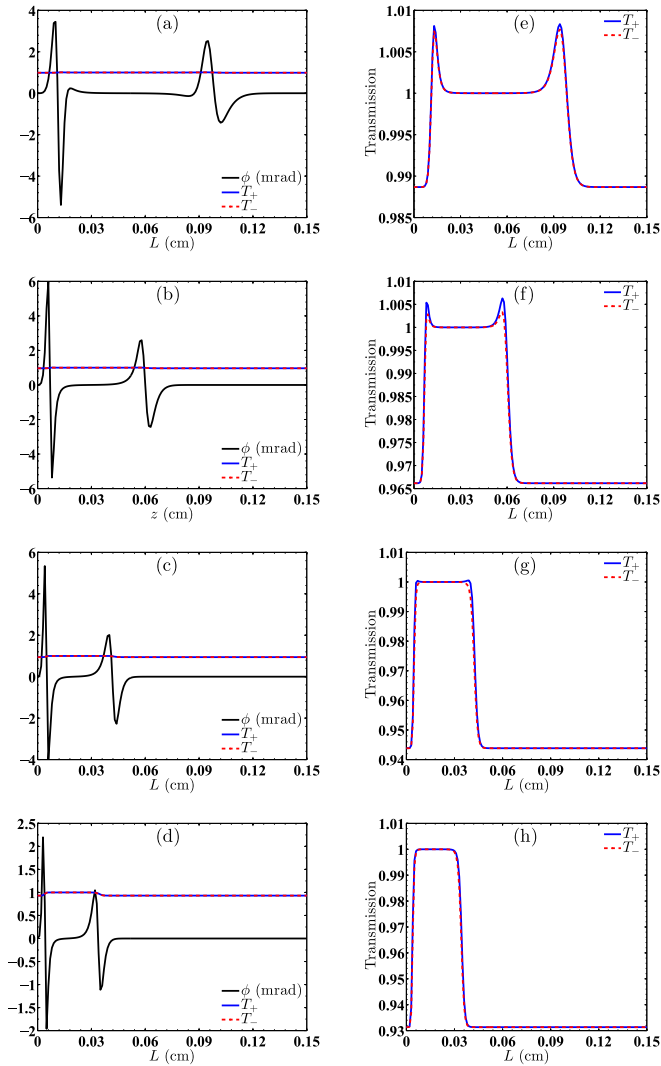 4
2
0
−2
−4
−6
0 0.03 0.06 0.09 0.12 0.15
L (cm)
(a)
ϕ (mrad)
T+
T−
1.01
1.005
1
0.995
0.99
0.985
0 0.03 0.06 0.09 0.12 0.15
L (cm)
Transmission
(e)
T+
T−
6
4
2
0
−2
−4
−6
0 0.03 0.06 0.09 0.12 0.15
z (cm)
(b)
ϕ (mrad)
T+
T−
1.01
1.005
1
0.995
0.99
0.985
0.98
0.975
0.97
0.965
0 0.03 0.06 0.09 0.12 0.15
L (cm)
Transmission
(f)
T+
T−
6
4
2
0
−2
−4
0 0.03 0.06 0.09 0.12 0.15
L (cm)
(c)
ϕ (mrad)
T+
T−
1.01
1
0.99
0.98
0.97
0.96
0.95
0.94
0 0.03 0.06 0.09 0.12 0.15
L (cm)
Transmission
(g)
T+
T−
2.5
2
1.5
1
0.5
0
−0.5
−1
−1.5
−2
0 0.03 0.06 0.09 0.12 0.15
L (cm)
(d)
ϕ (mrad)
T+
T−
1.01
1
0.99
0.98
0.97
0.96
0.95
0.94
0.93
0 0.03 0.06 0.09 0.12 0.15
L (cm)
Transmission
(h)
T+
T−